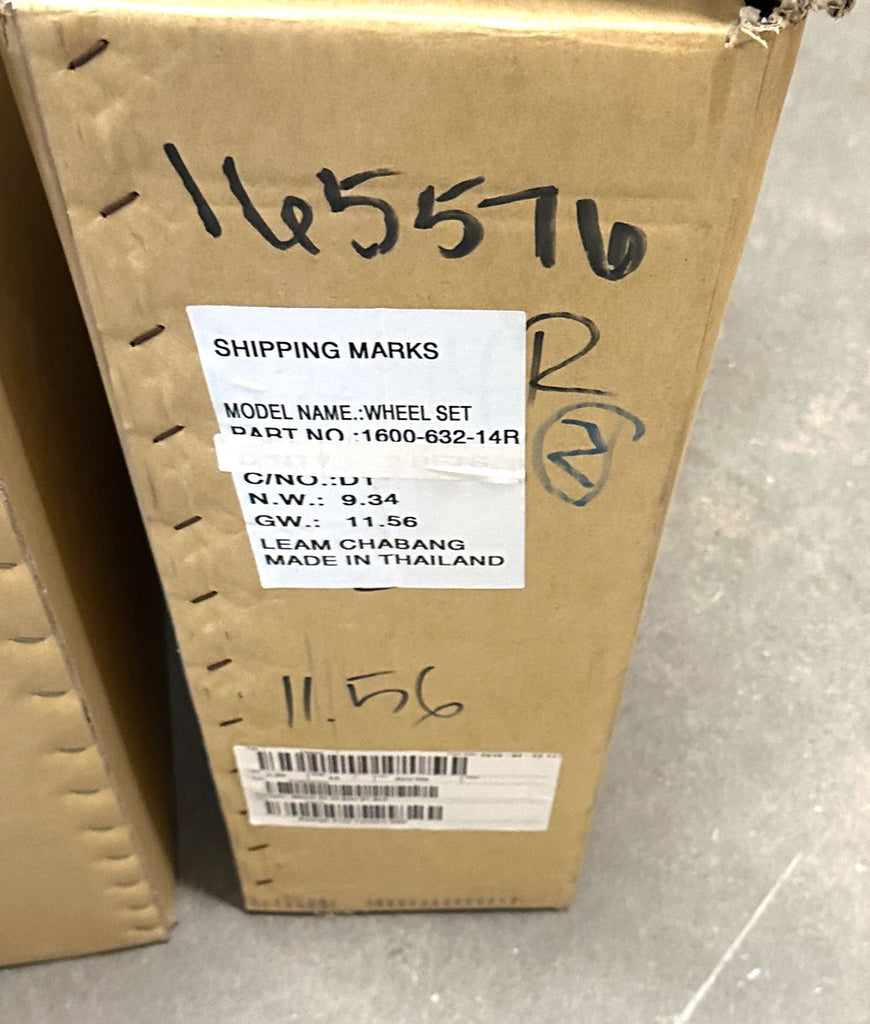 165576
SHIPPING MARKS
R
MODEL NAME.:WHEEL SET
PART NO.:1600-632-14R
2
C/NO.:D1
N.W.: 9.34
GW.: 11.56
LEAM CHABANG
MADE IN THAILAND
11.56